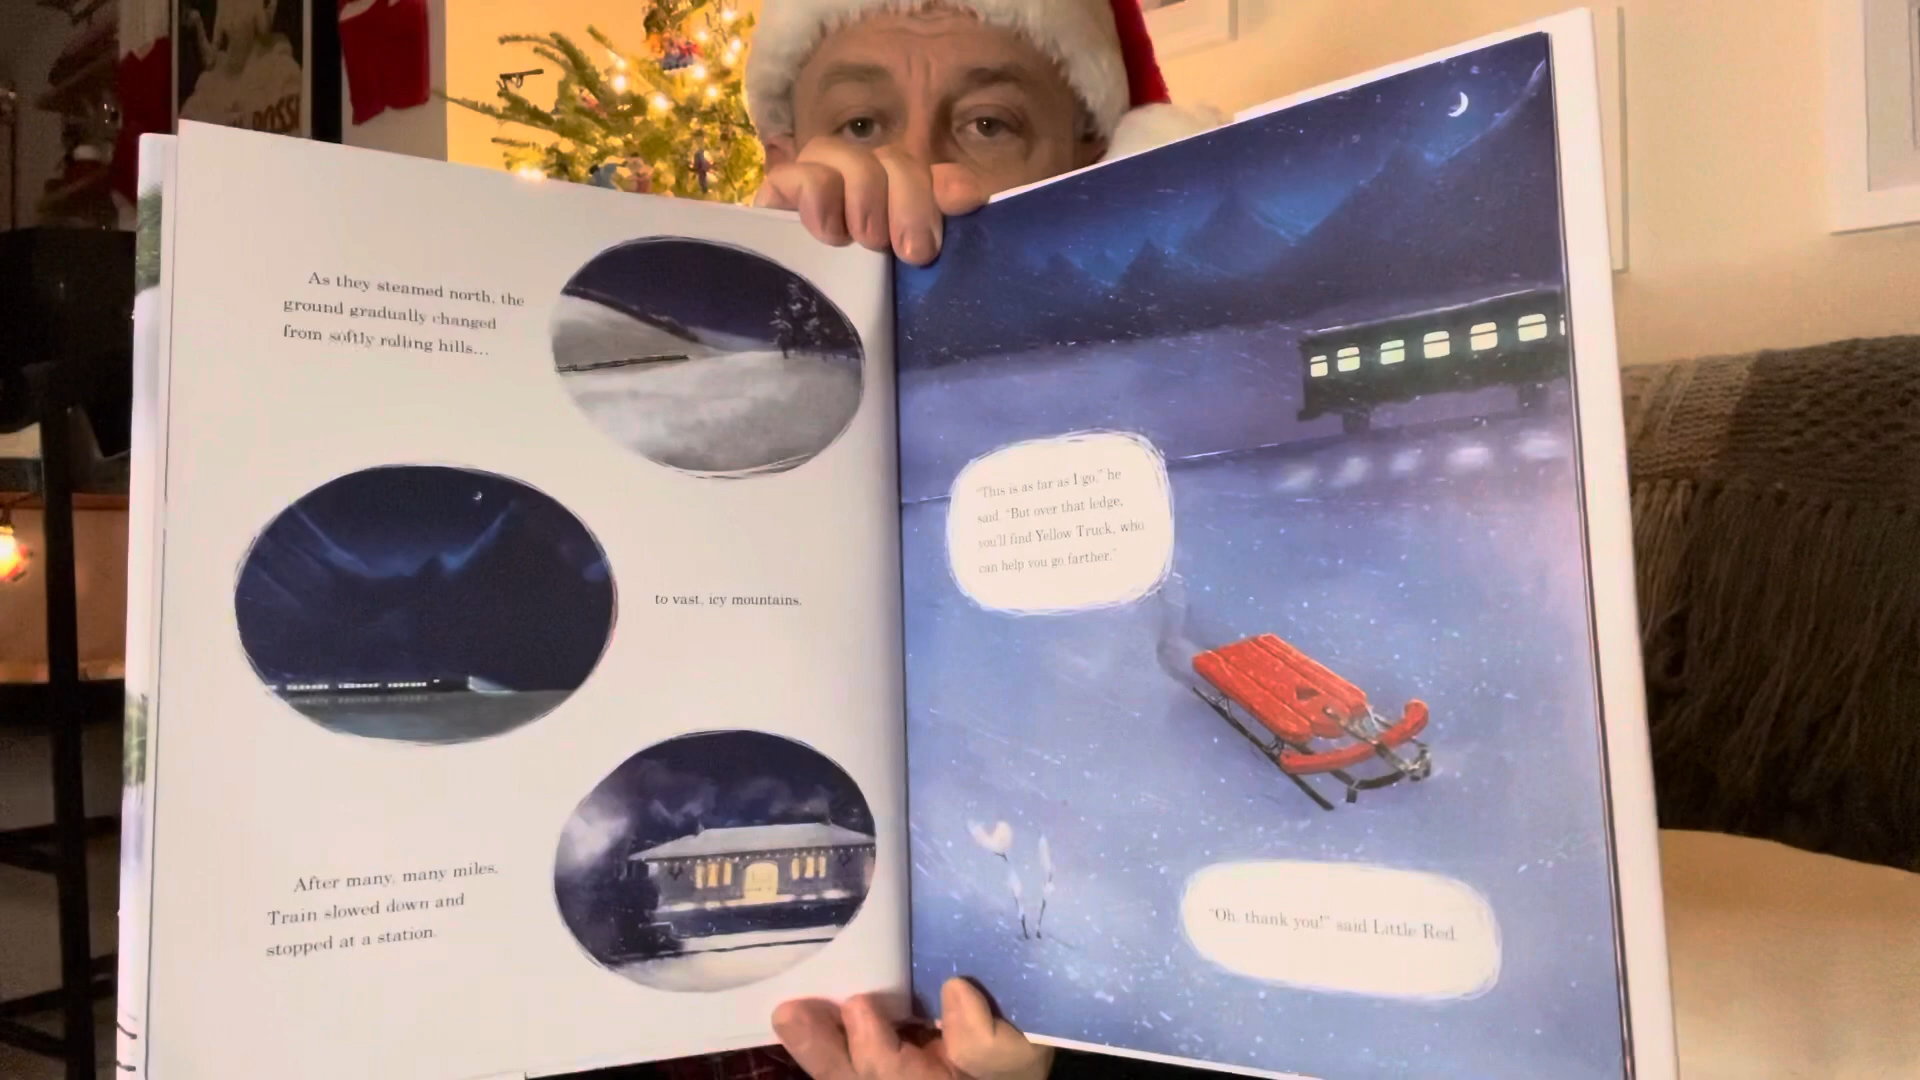 As they steamed north, the
ground gradually changed
from softly rolling hills...
to vast, icy mountains.
After many, many miles,
Train slowed down and
stopped at a station.
"This is as far as I go," he
said. "But over that ledge,
you'll find Yellow Truck, who
can help you go farther."
"Oh, thank you!" said Little Red.